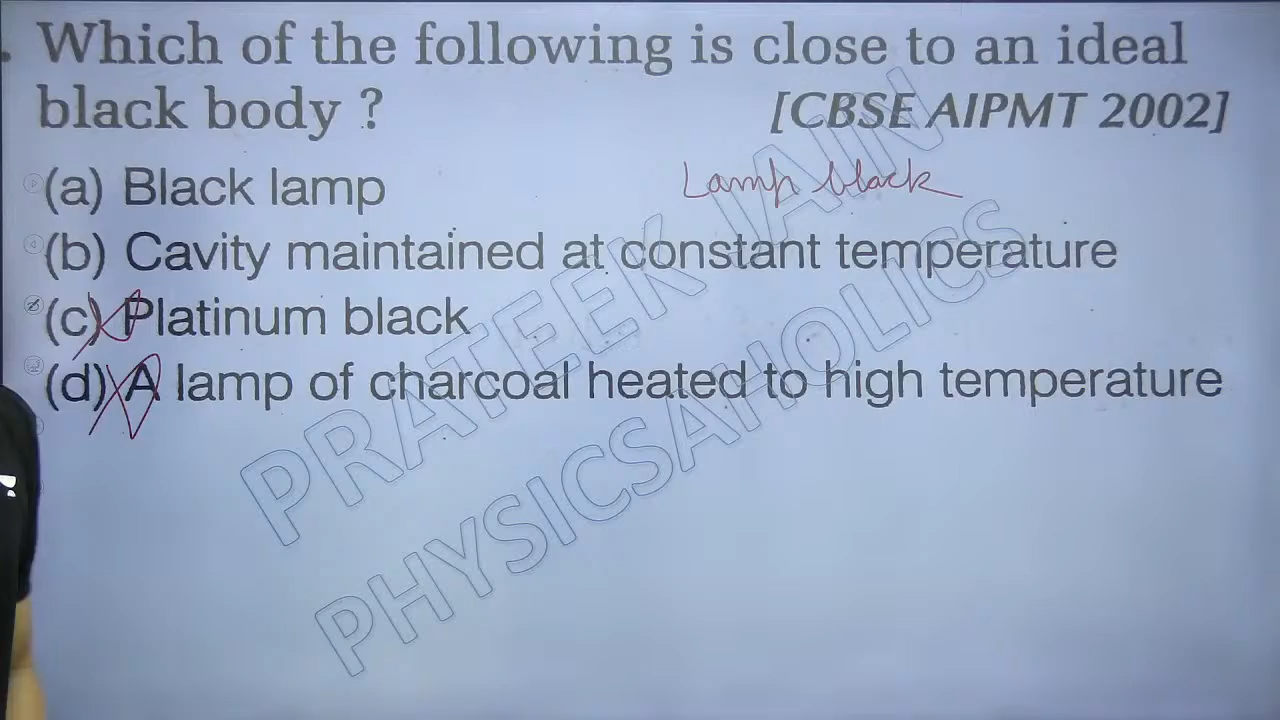 . Which of the following is close to an ideal
black body ? [CBSE AIPMT 2002]
(a) Black lamp
Lamp black
(b) Cavity maintained at constant temperature
(c) Platinum black
(d) A lamp of charcoal heated to high temperature
PRATEEK JAIN
PHYSICSAHOLICS